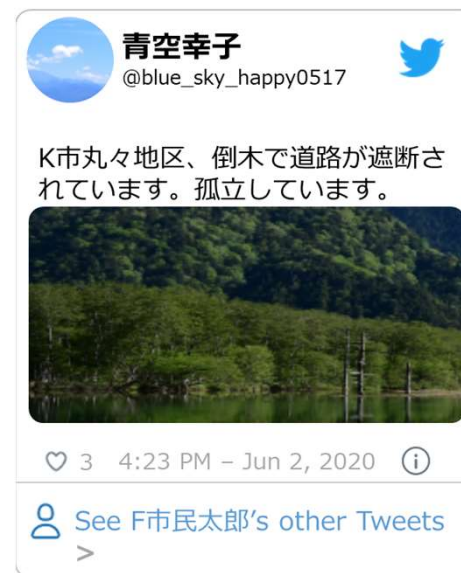 青空幸子
@blue_sky_happy0517
K市丸々地区、倒木で道路が遮断さ
れています。孤立しています。
3 4:23 PM – Jun 2, 2020
See F市民太郎’s other Tweets
>